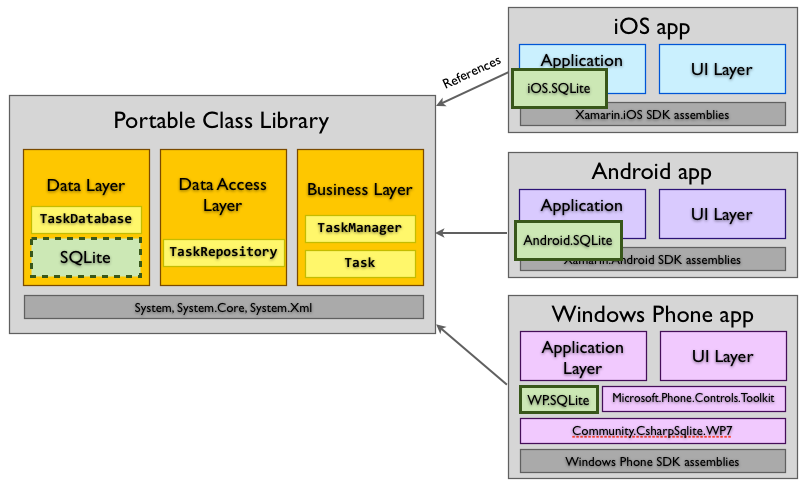 Portable Class Library
Data Layer
TaskDatabase
SQLite
Data Access
Layer
TaskRepository
Business Layer
TaskManager
Task
System, System.Core, System.Xml
References
iOS app
Application
iOS.SQLite
UI Layer
Xamarin.iOS SDK assemblies
Android app
Application
Android.SQLite
UI Layer
Xamarin.Android SDK assemblies
Windows Phone app
Application
Layer
UI Layer
WP.SQLite
Microsoft.Phone.Controls.Toolkit
Community.CsharpSqlite.WP7
Windows Phone SDK assemblies